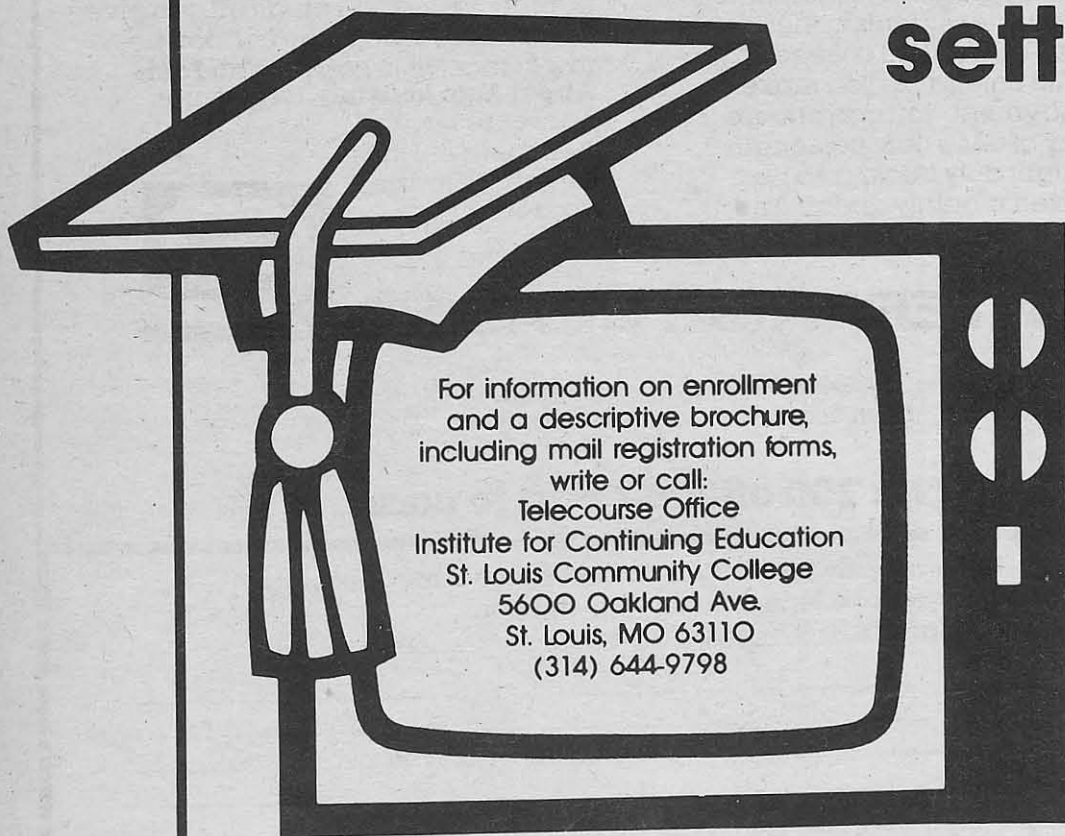 sett
For information on enrollment
and a descriptive brochure,
including mail registration forms,
write or call:
Telecourse Office
Institute for Continuing Education
St. Louis Community College
5600 Oakland Ave.
St. Louis, MO 63110
(314) 644-9798